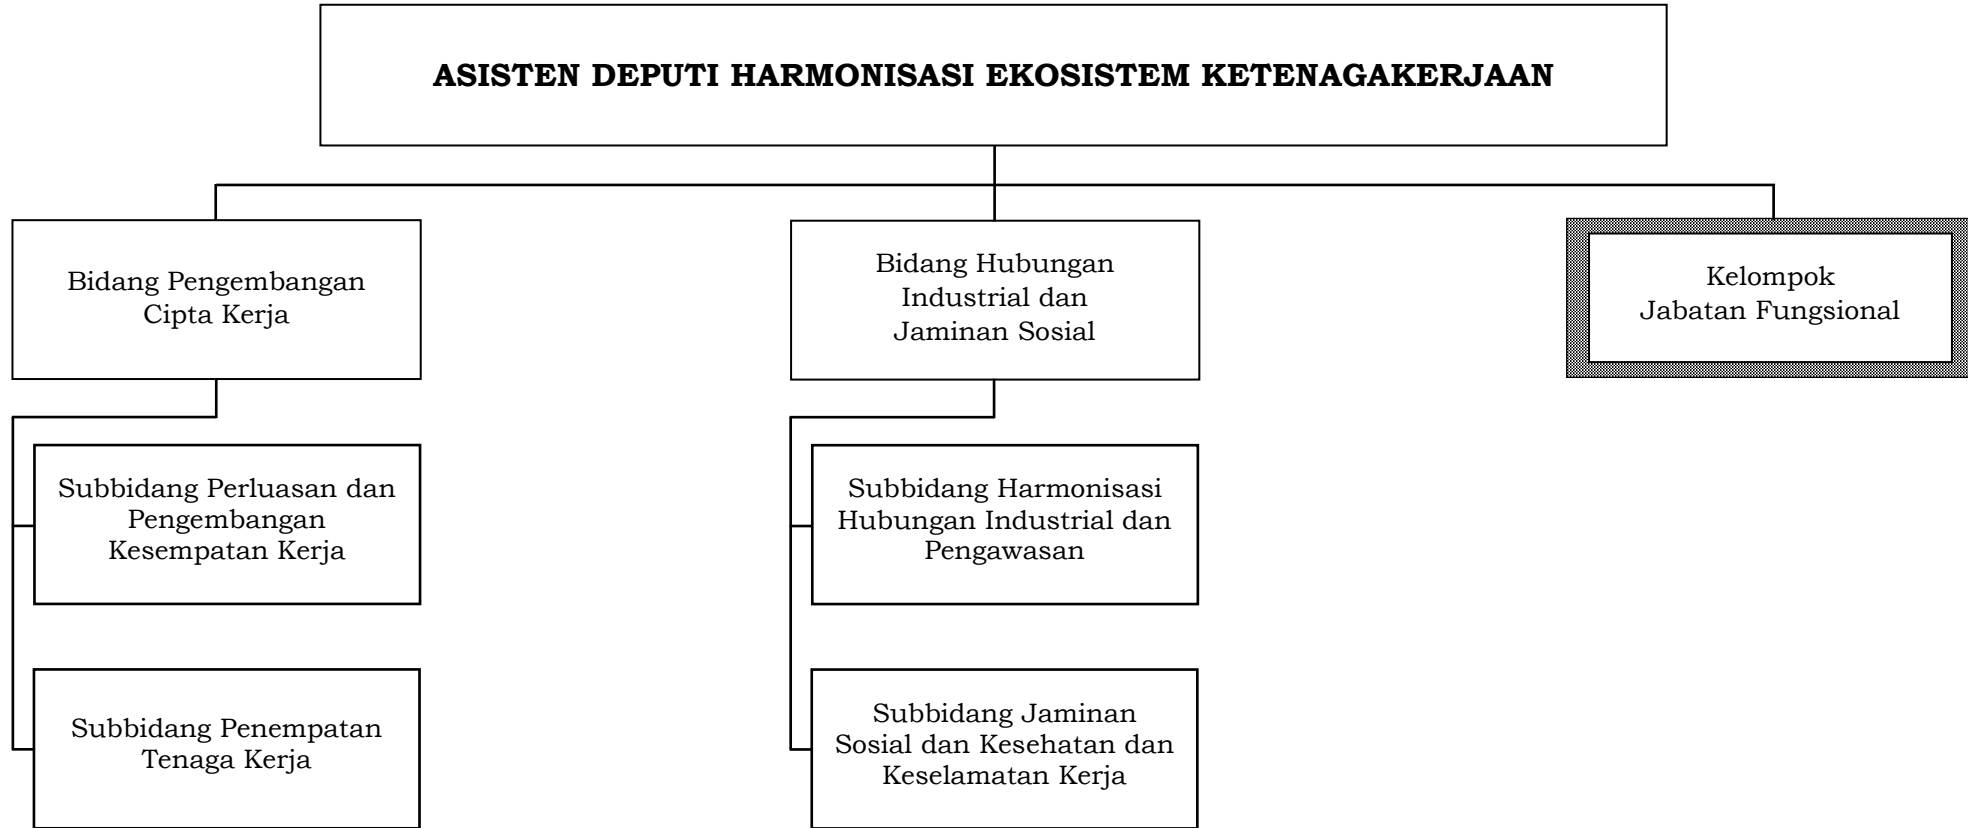 ASISTEN DEPUTI HARMONISASI EKOSISTEM KETENAGAKERJAAN
Bidang Pengembangan
Cipta Kerja
Bidang Hubungan
Industrial dan
Jaminan Sosial
Kelompok
Jabatan Fungsional
Subbidang Perluasan dan
Pengembangan
Kesempatan Kerja
Subbidang Harmonisasi
Hubungan Industrial dan
Pengawasan
Subbidang Penempatan
Tenaga Kerja
Subbidang Jaminan
Sosial dan Kesehatan dan
Keselamatan Kerja